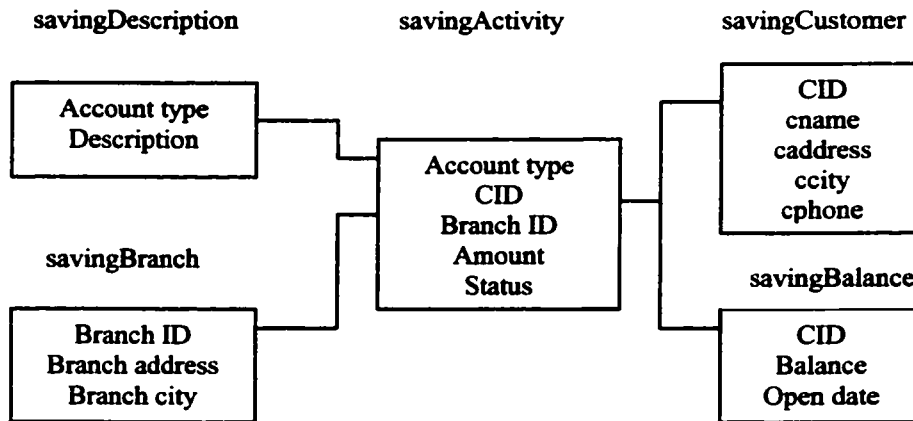 savingDescription
Account type
Description
savingActivity
Account type
CID
Branch ID
Amount
Status
savingCustomer
CID
cname
caddress
ccity
cphone
savingBranch
Branch ID
Branch address
Branch city
savingBalance
CID
Balance
Open date